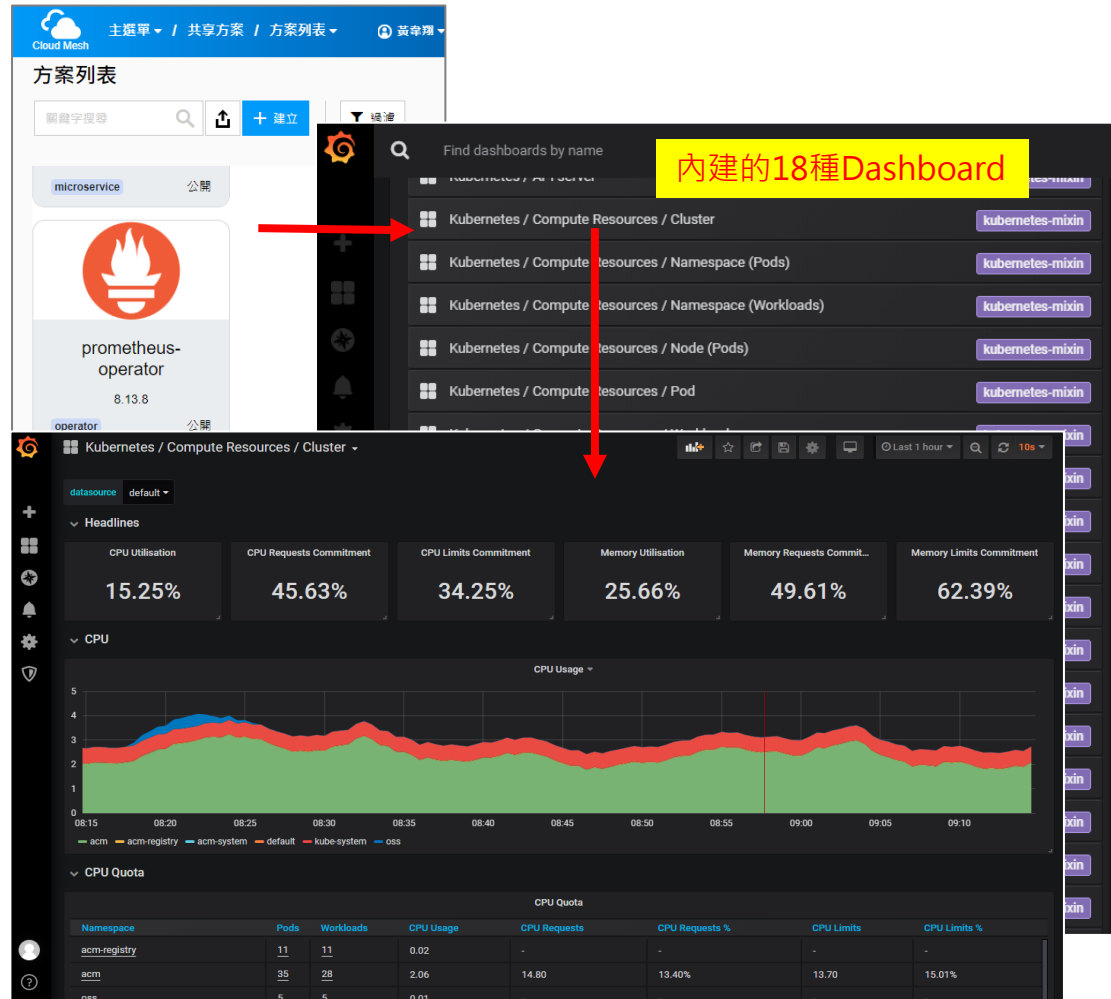 Cloud Mesh
主選單 / 共享方案 / 方案列表
黃韋翔
方案列表
關鍵字搜尋
+ 建立
過濾
microservice 公開
prometheus-
operator
8.13.8
operator 公開
Find dashboards by name
內建的18種Dashboard
Kubernetes / API server
Kubernetes / Compute Resources / Cluster kubernetes-mixin
Kubernetes / Compute Resources / Namespace (Pods) kubernetes-mixin
Kubernetes / Compute Resources / Namespace (Workloads) kubernetes-mixin
Kubernetes / Compute Resources / Node (Pods) kubernetes-mixin
Kubernetes / Compute Resources / Pod kubernetes-mixin
Kubernetes / Compute Resources / Cluster
Last 1 hour
10s
datasource default
Headlines
CPU Utilisation CPU Requests Commitment CPU Limits Commitment Memory Utilisation Memory Requests Commit... Memory Limits Commitment
15.25% 45.63% 34.25% 25.66% 49.61% 62.39%
CPU
CPU Usage
5
4
3
2
1
0
08:15 08:20 08:25 08:30 08:35 08:40 08:45 08:50 08:55 09:00 09:05 09:10
acm acm-registry acm-system default kube-system oss
CPU Quota
CPU Quota
Namespace Pods Workloads CPU Usage CPU Requests CPU Requests % CPU Limits CPU Limits %
acm-registry 11 11 0.02 - - - -
acm 35 28 2.06 14.80 13.40% 13.70 15.01%
oss 5 5 0.01